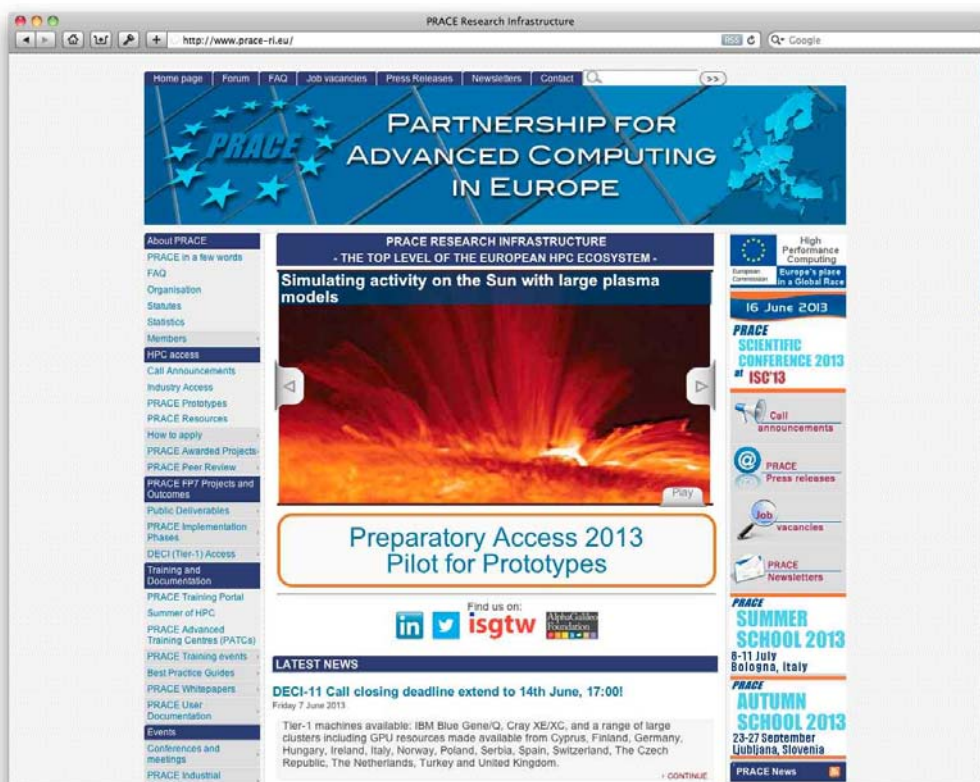 PRACE Research Infrastructure
http://www.prace-ri.eu/
RSS
Google
Home page
Forum
FAQ
Job vacancies
Press Releases
Newsletters
Contact
>>
PRACE
PARTNERSHIP FOR
ADVANCED COMPUTING
IN EUROPE
About PRACE
PRACE in a few words
FAQ
Organisation
Statutes
Statistics
Members
HPC access
Call Announcements
Industry Access
PRACE Prototypes
PRACE Resources
How to apply
PRACE Awarded Projects
PRACE Peer Review
PRACE FP7 Projects and
Outcomes
Public Deliverables
PRACE Implementation
Phases
DECI (Tier-1) Access
Training and
Documentation
PRACE Training Portal
Summer of HPC
PRACE Advanced
Training Centres (PATCs)
PRACE Training events
Best Practice Guides
PRACE Whitepapers
PRACE User
Documentation
Events
Conferences and
meetings
PRACE Industrial
PRACE RESEARCH INFRASTRUCTURE
- THE TOP LEVEL OF THE EUROPEAN HPC ECOSYSTEM -
Simulating activity on the Sun with large plasma
models
Play
Preparatory Access 2013
Pilot for Prototypes
Find us on:
in
isgtw
AlphaGalileo
Foundation
LATEST NEWS
DECI-11 Call closing deadline extend to 14th June, 17:00!
Friday 7 June 2013
Tier-1 machines available: IBM Blue Gene/Q, Cray XE/XC, and a range of large
clusters including GPU resources made available from Cyprus, Finland, Germany,
Hungary, Ireland, Italy, Norway, Poland, Serbia, Spain, Switzerland, The Czech
Republic, The Netherlands, Turkey and United Kingdom.
› CONTINUE
High
Performance
Computing
European
Commission
Europe's place
in a Global Race
16 June 2013
PRACE
SCIENTIFIC
CONFERENCE 2013
at ISC'13
Call
announcements
PRACE
Press releases
Job
vacancies
PRACE
Newsletters
PRACE
SUMMER
SCHOOL 2013
8-11 July
Bologna, Italy
PRACE
AUTUMN
SCHOOL 2013
23-27 September
Ljubljana, Slovenia
PRACE News